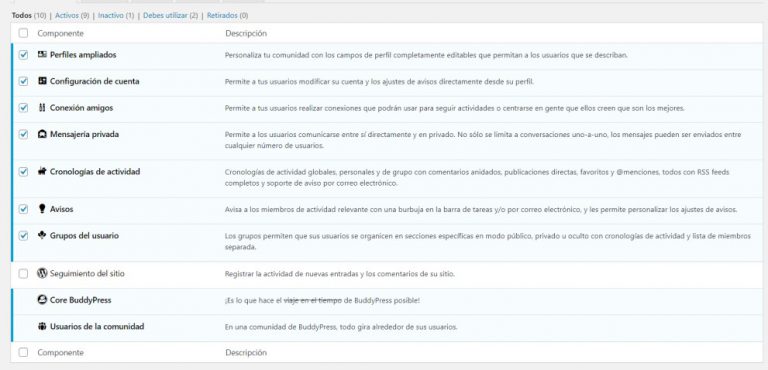 Todos (10) | Activos (9) | Inactivo (1) | Debes utilizar (2) | Retirados (0)
Componente Descripción
Perfiles ampliados Personaliza tu comunidad con los campos de perfil completamente editables que permitan a los usuarios que se describan.
Configuración de cuenta Permite a tus usuarios modificar su cuenta y los ajustes de avisos directamente desde su perfil.
Conexión amigos Permite a tus usuarios realizar conexiones que podrán usar para seguir actividades o centrarse en gente que ellos creen que son los mejores.
Mensajería privada Permite a los usuarios comunicarse entre sí directamente y en privado. No sólo se limita a conversaciones uno-a-uno, los mensajes pueden ser enviados entre
cualquier número de usuarios.
Cronologías de actividad Cronologías de actividad globales, personales y de grupo con comentarios anidados, publicaciones directas, favoritos y @menciones, todos con RSS feeds
completos y soporte de aviso por correo electrónico.
Avisos Avisa a los miembros de actividad relevante con una burbuja en la barra de tareas y/o por correo electrónico, y les permite personalizar los ajustes de avisos.
Grupos del usuario Los grupos permiten que sus usuarios se organicen en secciones específicas en modo público, privado u oculto con cronologías de actividad y lista de miembros
separada.
Seguimiento del sitio Registrar la actividad de nuevas entradas y los comentarios de su sitio.
Core BuddyPress ¡Es lo que hace el viaje en el tiempo de BuddyPress posible!
Usuarios de la comunidad En una comunidad de BuddyPress, todo gira alrededor de sus usuarios.
Componente Descripción